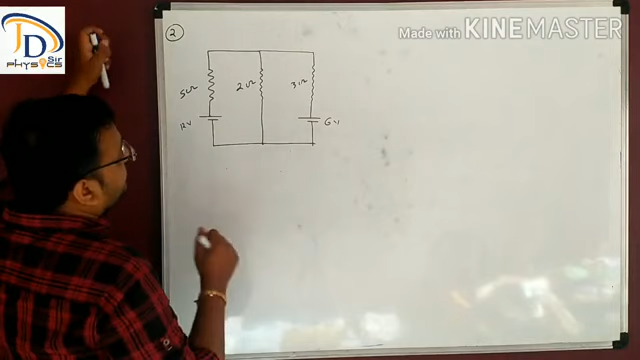 JD
Sir
PHYSICS
Made with KINEMASTER
2
5Ω
2Ω
3Ω
12V
6V